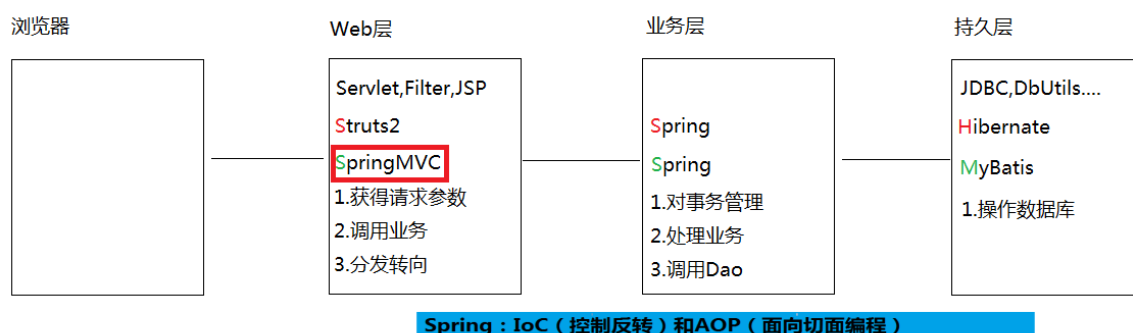 浏览器
Web层
Servlet,Filter,JSP
Struts2
SpringMVC
1.获得请求参数
2.调用业务
3.分发转向
业务层
Spring
Spring
1.对事务管理
2.处理业务
3.调用Dao
持久层
JDBC,DbUtils....
Hibernate
MyBatis
1.操作数据库
Spring：IoC（控制反转）和AOP（面向切面编程）